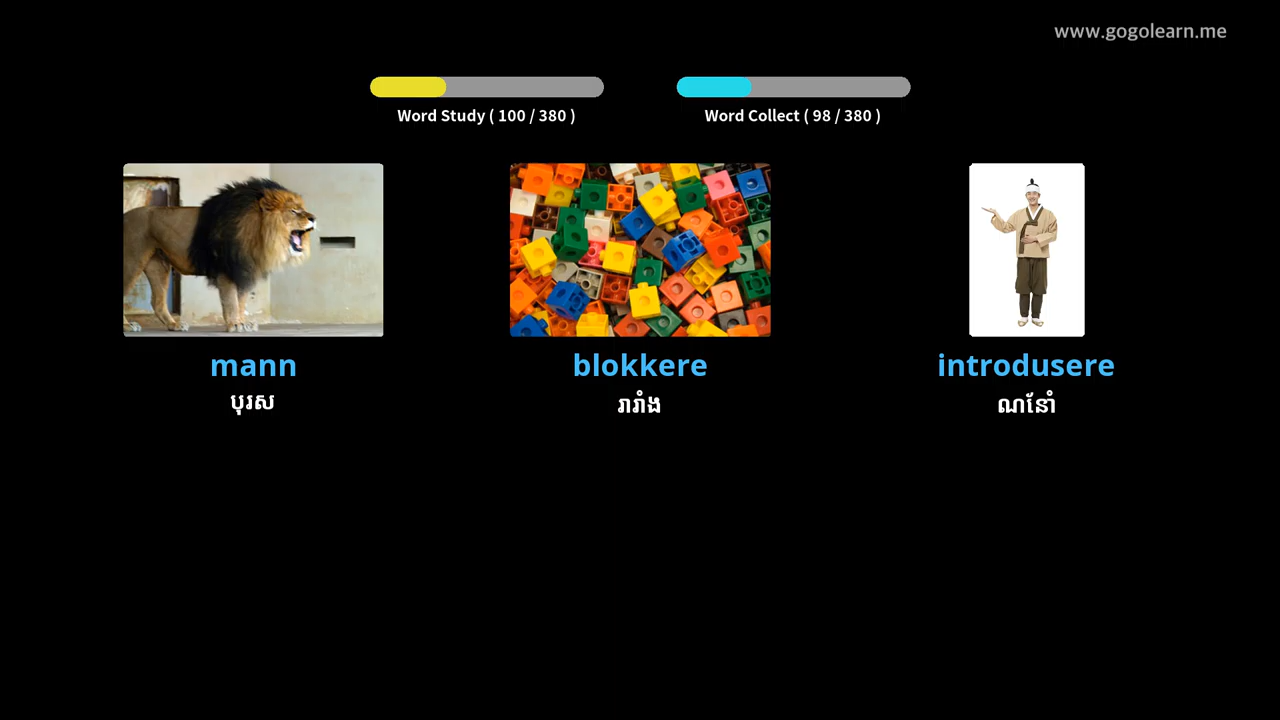 www.gogolearn.me
Word Study ( 100 / 380 )
Word Collect ( 98 / 380 )
mann
បុរស
blokkere
រារាំង
introdusere
ណែនាំ